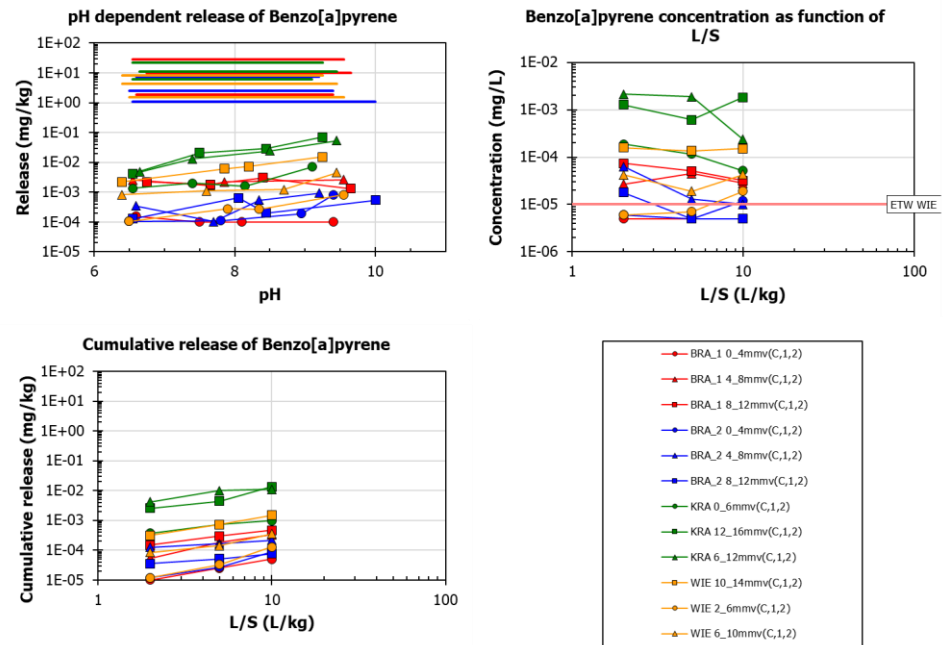 pH dependent release of Benzo[a]pyrene
Release (mg/kg)
1E+02
1E+01
1E+00
1E-01
1E-02
1E-03
1E-04
1E-05
6
8
10
pH
Benzo[a]pyrene concentration as function of
L/S
Concentration (mg/L)
1E-02
1E-03
1E-04
1E-05
1E-06
ETW WIE
1
10
100
L/S (L/kg)
Cumulative release of Benzo[a]pyrene
Cumulative release (mg/kg)
1E+02
1E+01
1E+00
1E-01
1E-02
1E-03
1E-04
1E-05
1
10
100
L/S (L/kg)
BRA_1 0_4mmv(C,1,2)
BRA_1 4_8mmv(C,1,2)
BRA_1 8_12mmv(C,1,2)
BRA_2 0_4mmv(C,1,2)
BRA_2 4_8mmv(C,1,2)
BRA_2 8_12mmv(C,1,2)
KRA 0_6mmv(C,1,2)
KRA 12_16mmv(C,1,2)
KRA 6_12mmv(C,1,2)
WIE 10_14mmv(C,1,2)
WIE 2_6mmv(C,1,2)
WIE 6_10mmv(C,1,2)